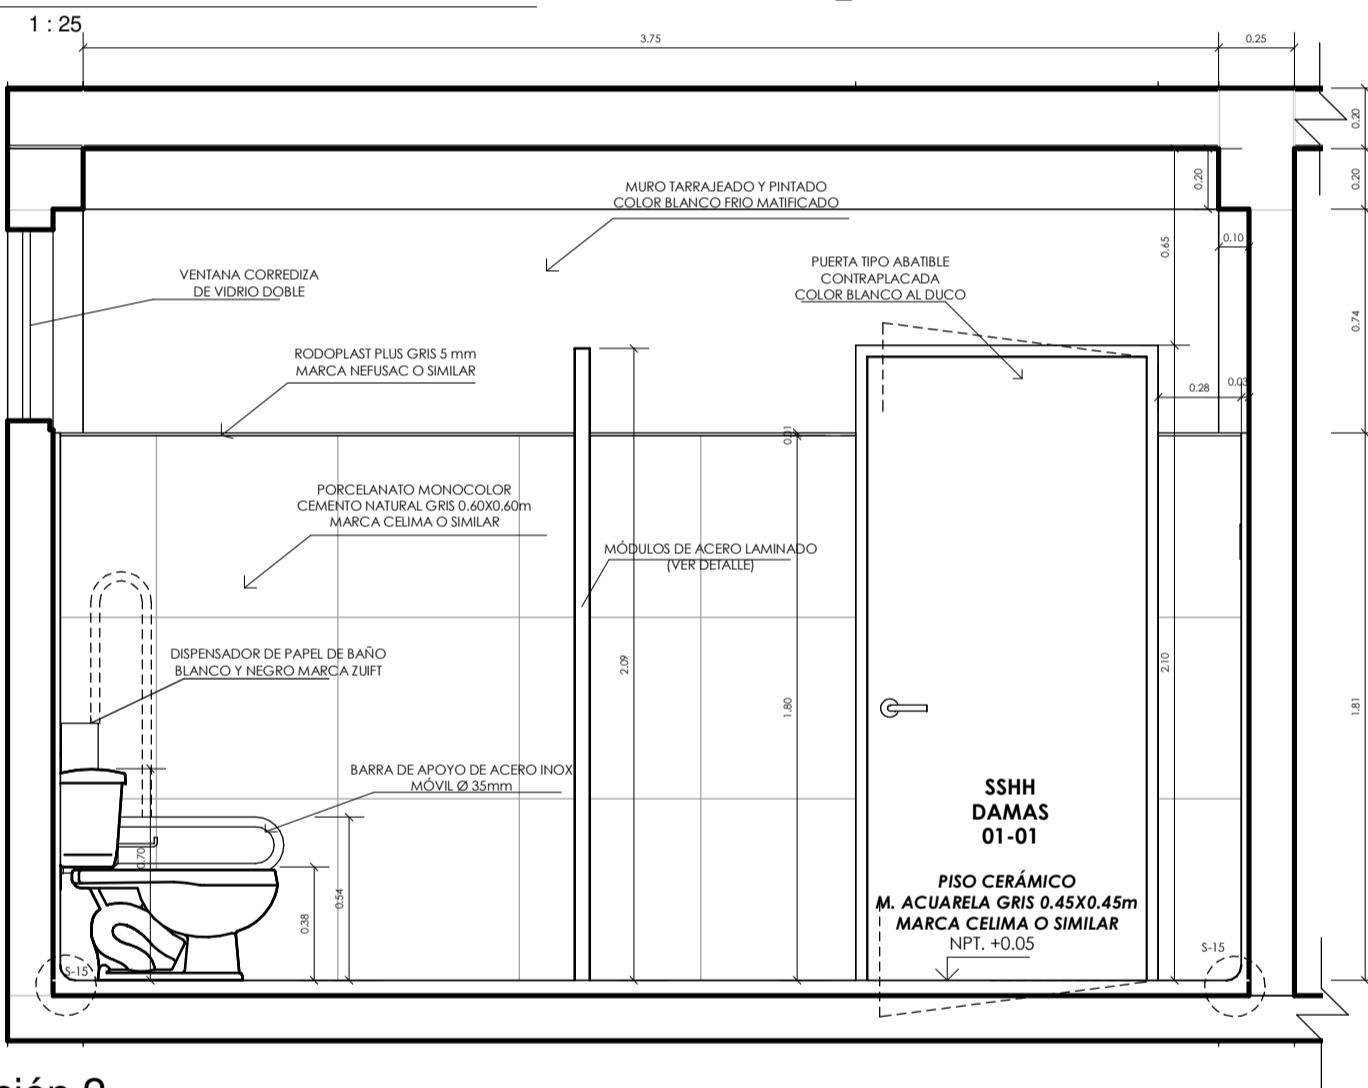 1 : 25
3.75
0.25
0.20
0.20
0.20
MURO TARRAJEADO Y PINTADO
COLOR BLANCO FRIO MATIFICADO
0.65
0.10
VENTANA CORREDIZA
DE VIDRIO DOBLE
PUERTA TIPO ABATIBLE
CONTRAPLACADA
COLOR BLANCO AL DUCO
0.74
RODOPLAST PLUS GRIS 5 mm
MARCA NEFUSAC O SIMILAR
0.28
0.03
0.01
PORCELANATO MONOCOLOR
CEMENTO NATURAL GRIS 0.60X0.60m
MARCA CELIMA O SIMILAR
MÓDULOS DE ACERO LAMINADO
(VER DETALLE)
DISPENSADOR DE PAPEL DE BAÑO
BLANCO Y NEGRO MARCA ZUIFT
2.09
2.10
1.80
1.81
BARRA DE APOYO DE ACERO INOX
MÓVIL Ø 35mm
SSHH
DAMAS
01-01
0.70
0.54
0.38
PISO CERÁMICO
M. ACUARELA GRIS 0.45X0.45m
MARCA CELIMA O SIMILAR
NPT. +0.05
S-15
S-15